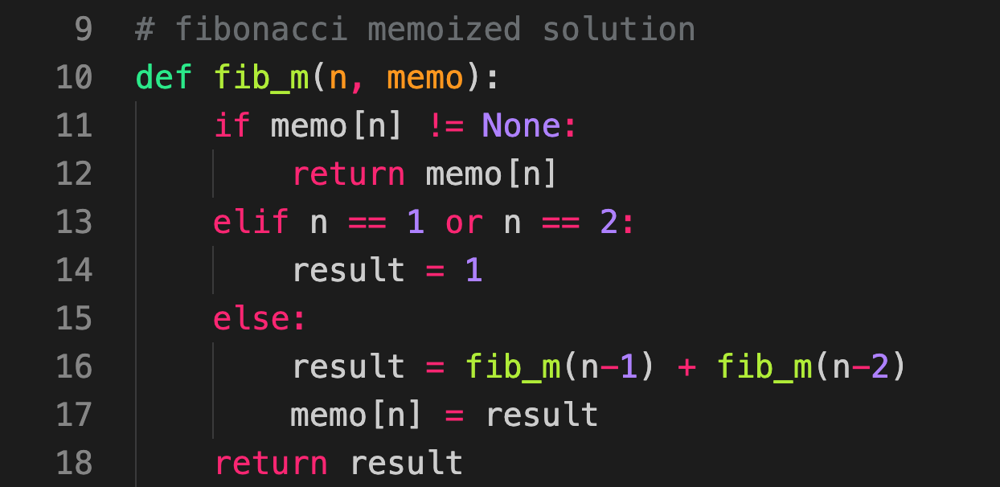 9 # fibonacci memoized solution
10 def fib_m(n, memo):
11     if memo[n] != None:
12         return memo[n]
13     elif n == 1 or n == 2:
14         result = 1
15     else:
16         result = fib_m(n-1) + fib_m(n-2)
17         memo[n] = result
18     return result